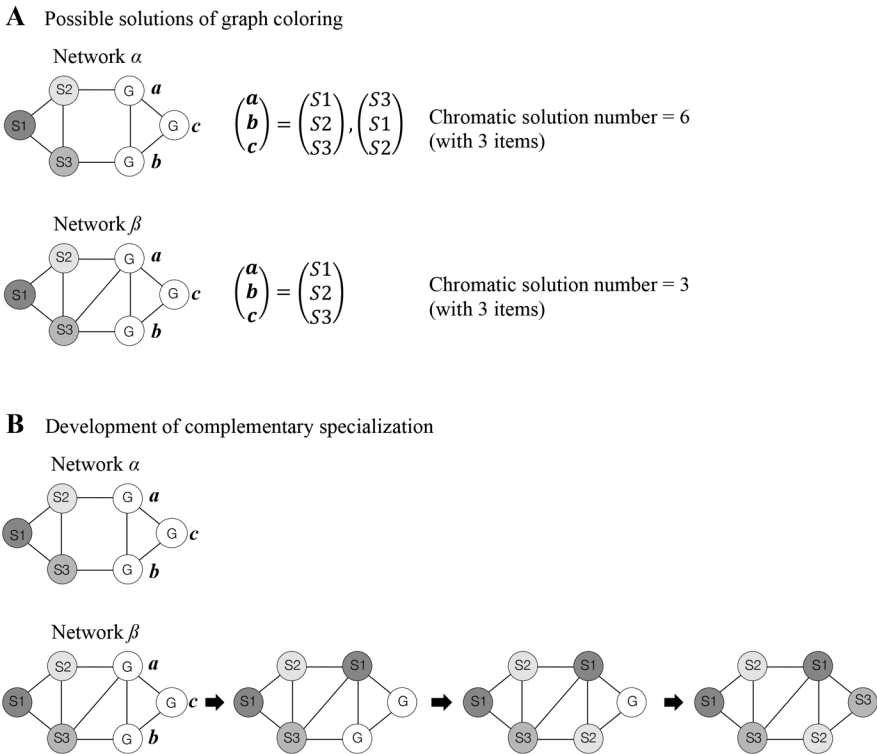 A Possible solutions of graph coloring
Network α
S2 G a
S1 G c
S3 G b
(a b c) = (S1 S2 S3), (S3 S1 S2)
Chromatic solution number = 6
(with 3 items)
Network β
S2 G a
S1 G c
S3 G b
(a b c) = (S1 S2 S3)
Chromatic solution number = 3
(with 3 items)
B Development of complementary specialization
Network α
S2 G a
S1 G c
S3 G b
Network β
S2 G a S2 S1 S2 S1 S2 S1
S1 G c S1 G S1 G S1 S3
S3 G b S3 G S3 S2 S3 S2